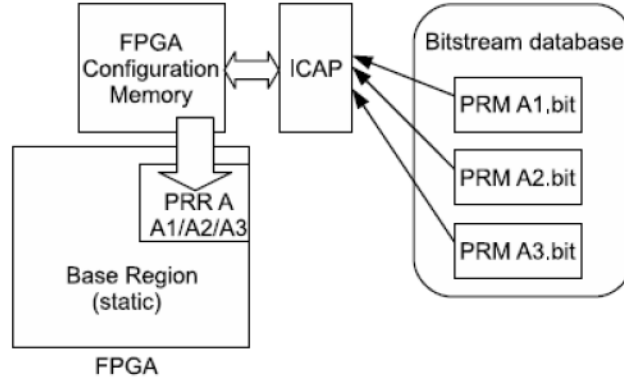 FPGA
Configuration
Memory
ICAP
Bitstream database
PRM A1.bit
PRM A2.bit
PRM A3.bit
PRR A
A1/A2/A3
Base Region
(static)
FPGA